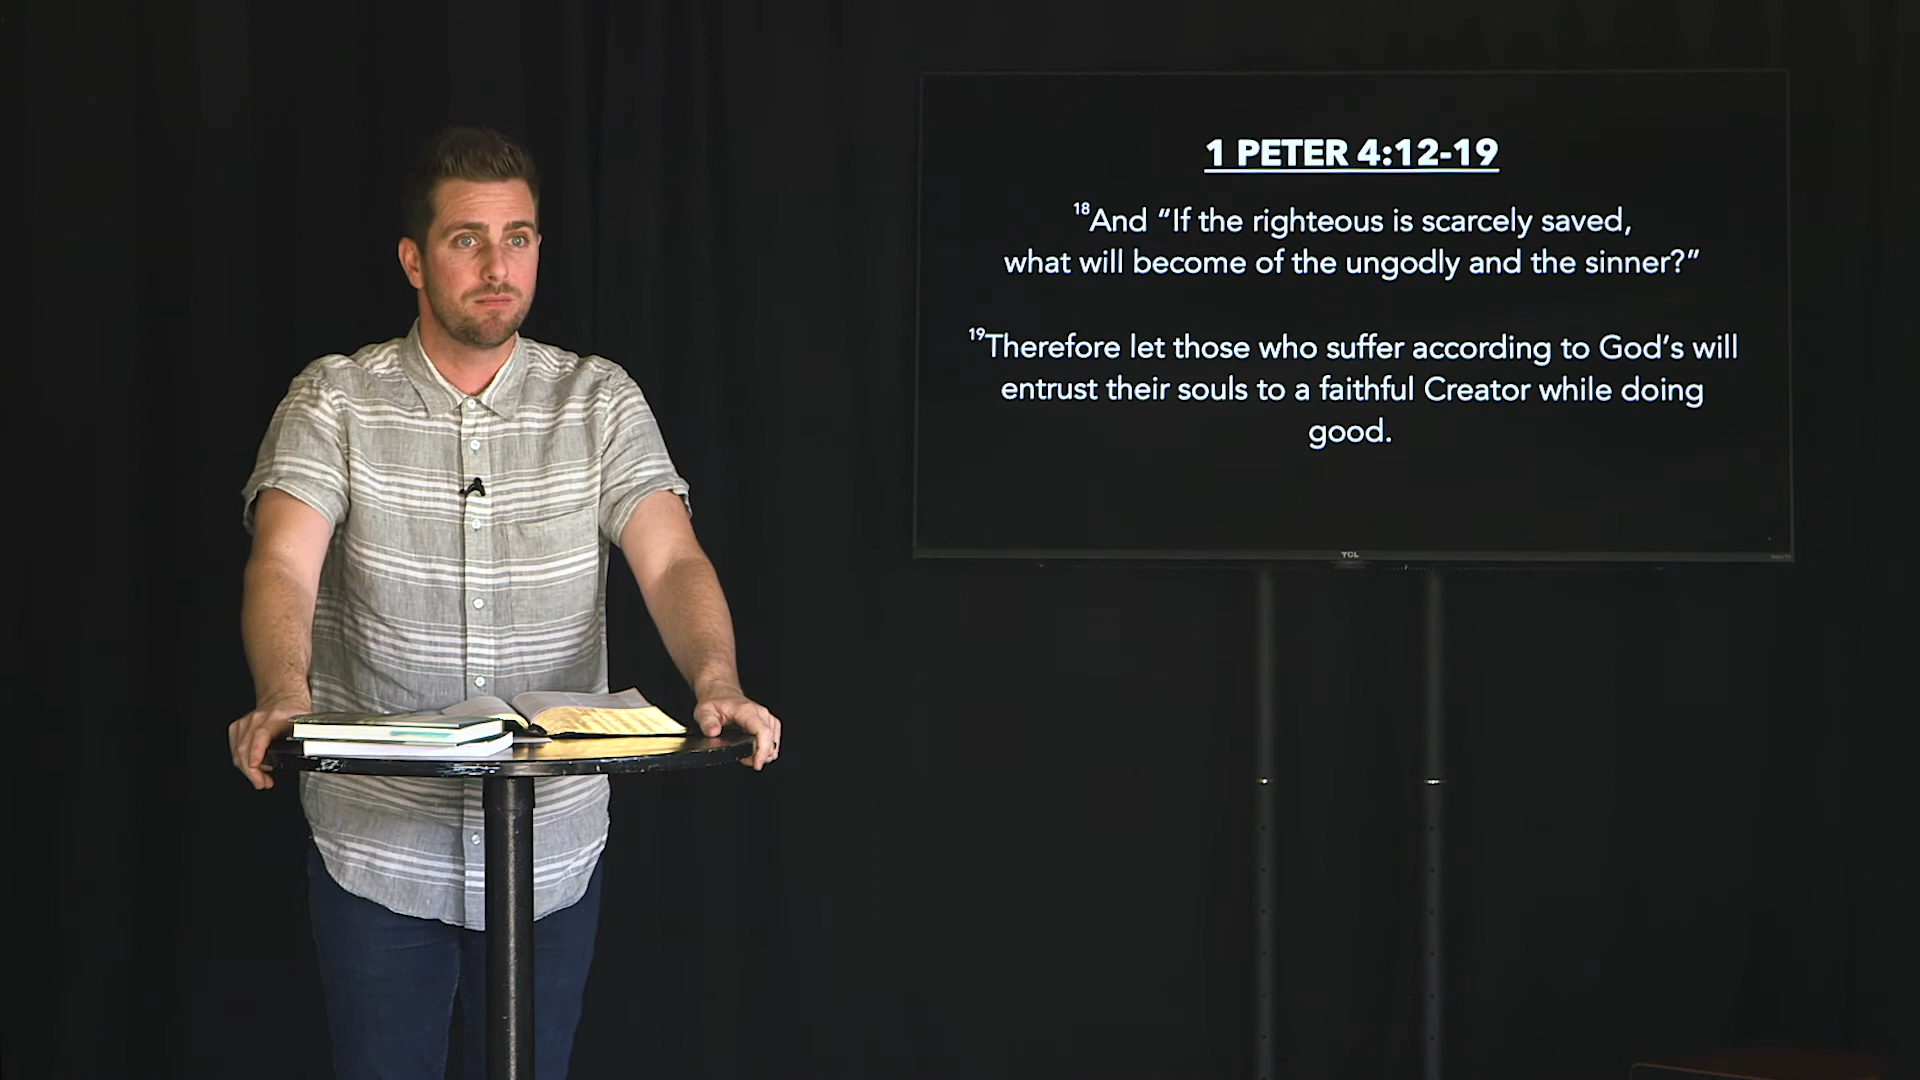 1 PETER 4:12-19
18And “If the righteous is scarcely saved,
what will become of the ungodly and the sinner?”
19Therefore let those who suffer according to God’s will
entrust their souls to a faithful Creator while doing
good.
TCL